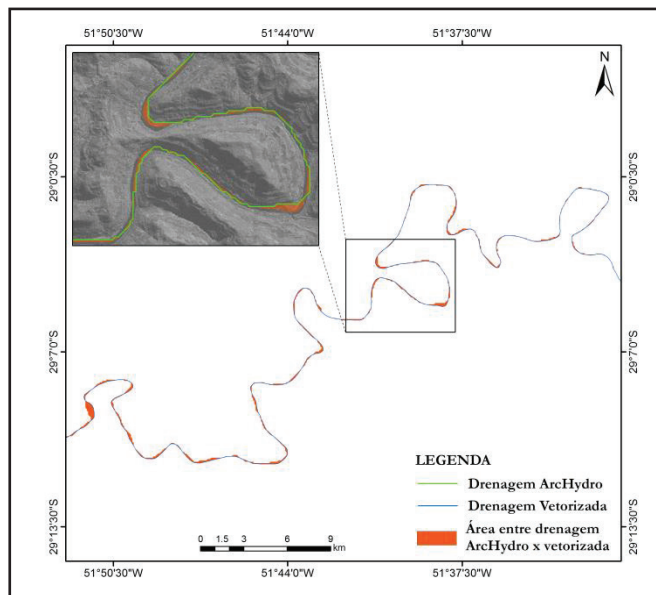 51°50'30"W 51°44'0"W 51°37'30"W
N
29°0'30"S 29°0'30"S
29°7'0"S 29°7'0"S
LEGENDA
Drenagem ArcHydro
Drenagem Vetorizada
Área entre drenagem
ArcHydro x vetorizada
29°13'30"S 29°13'30"S
0 1.5 3 6 9
km
51°50'30"W 51°44'0"W 51°37'30"W